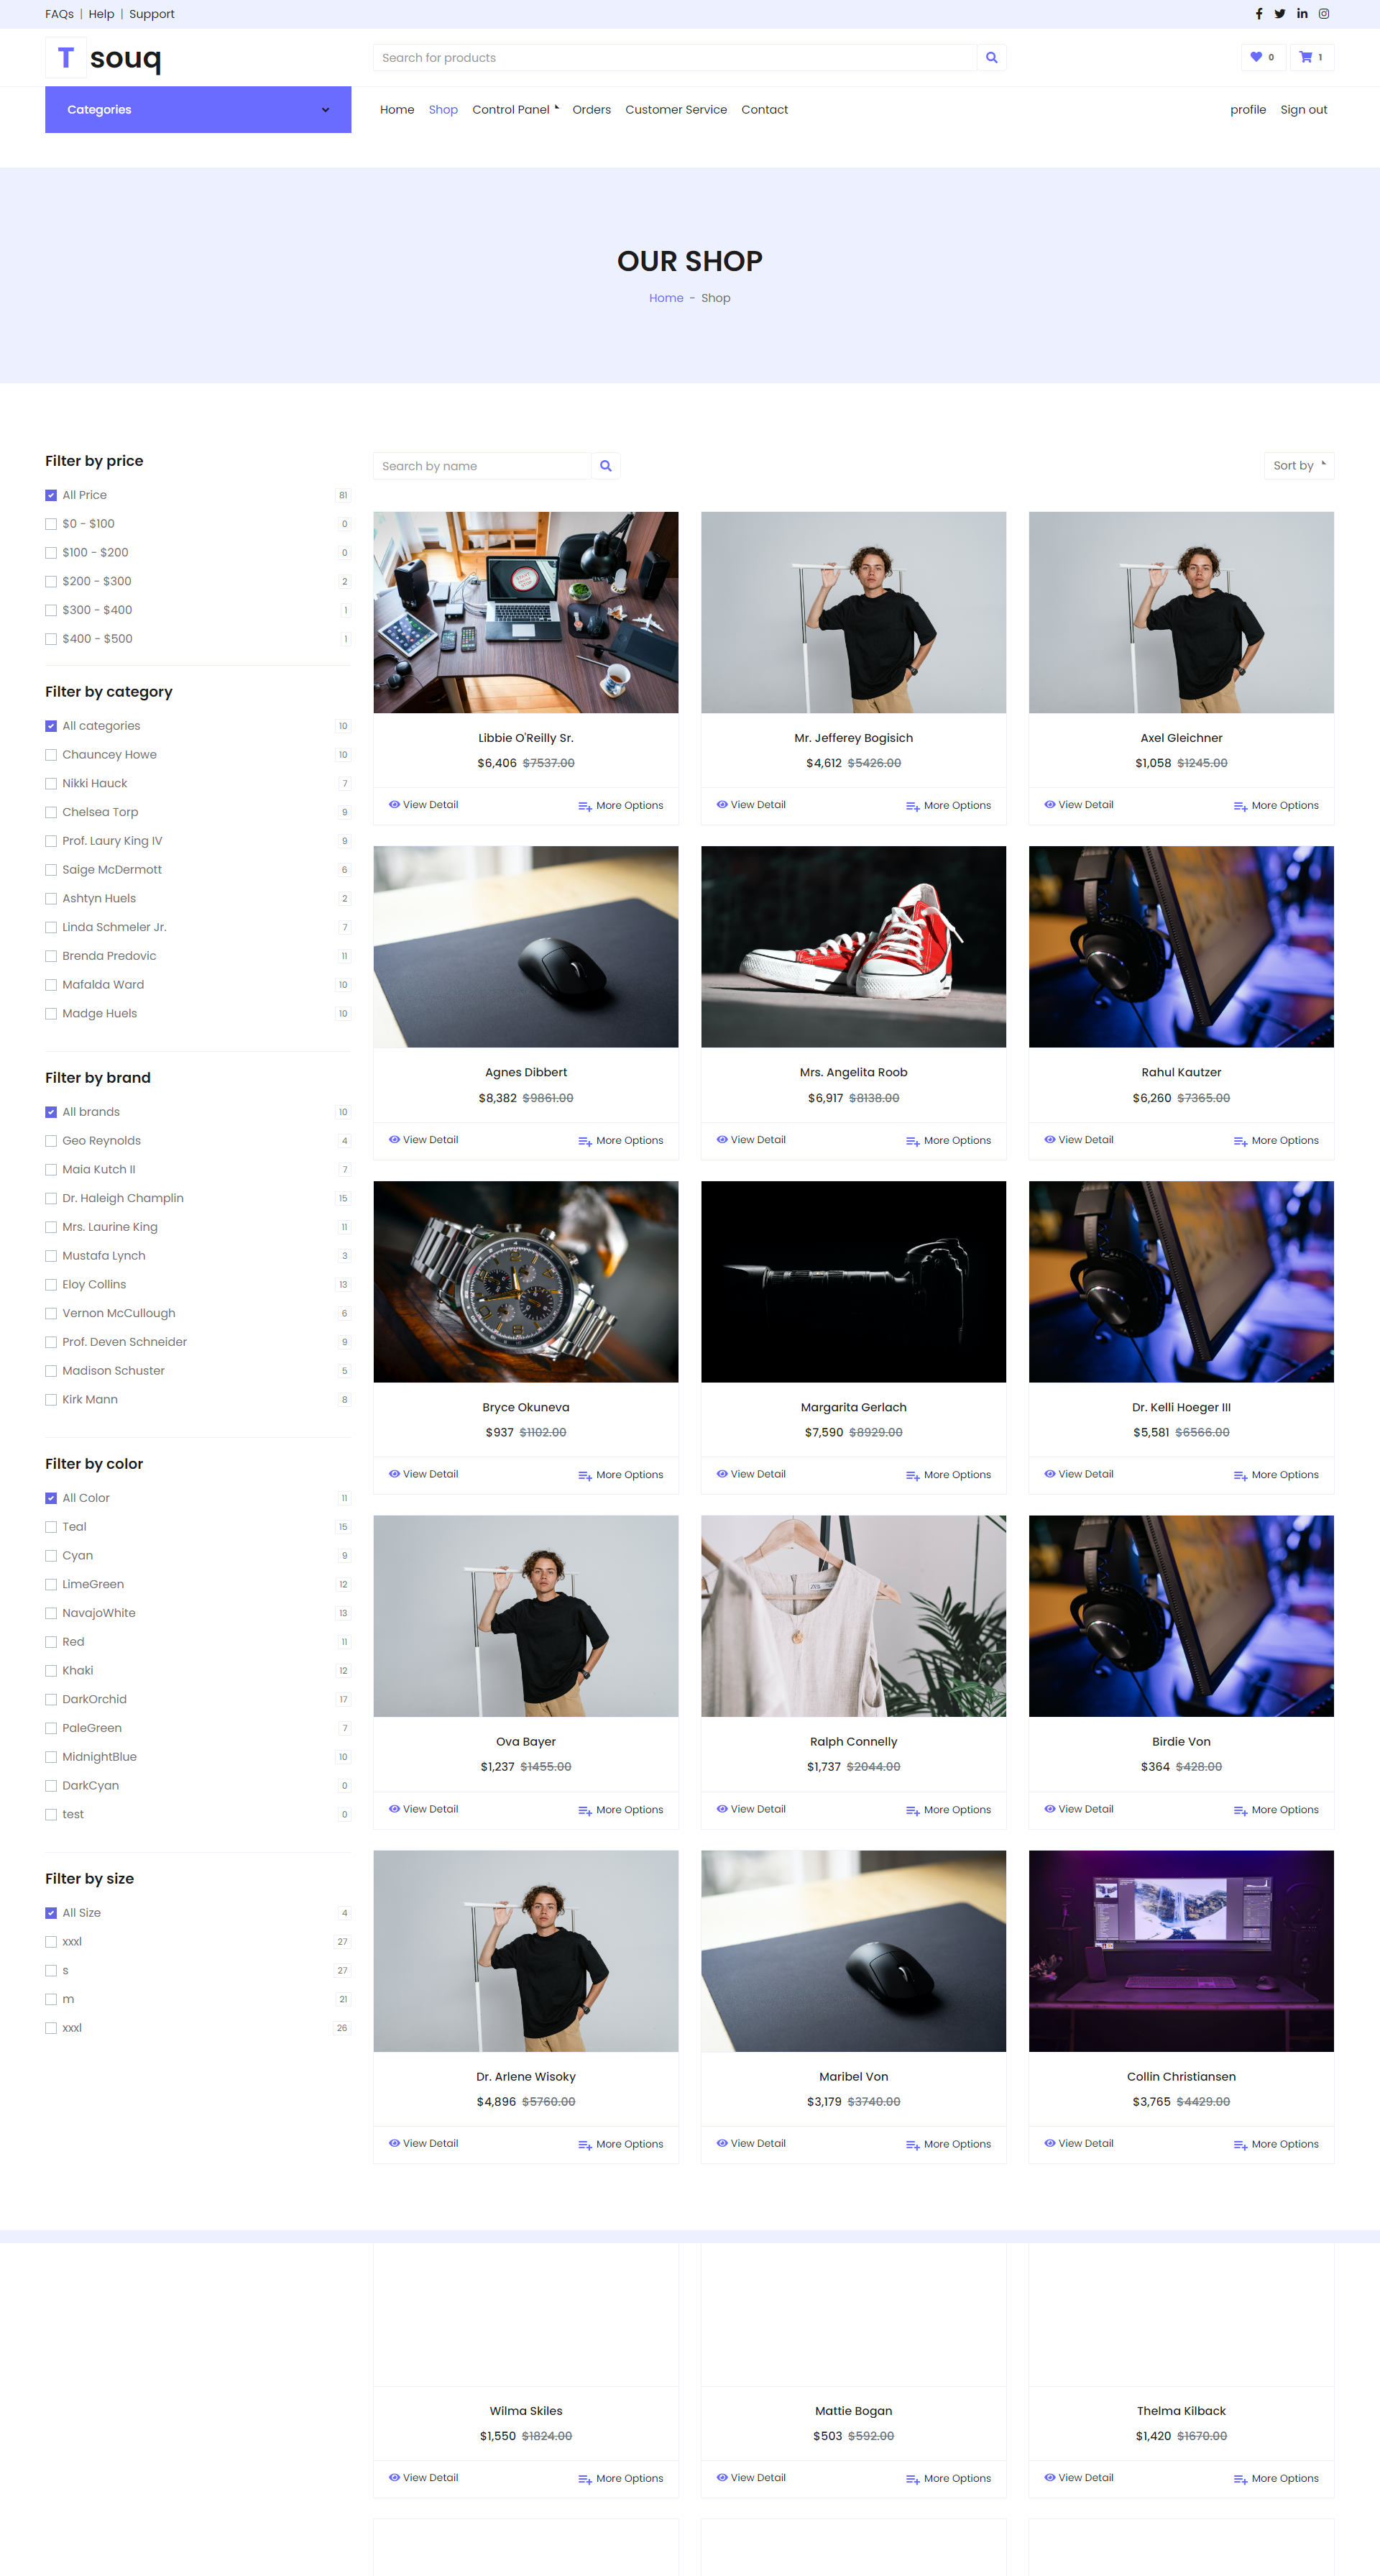 FAQs | Help | Support
T souq
Search for products
0
1
Categories
Home Shop Control Panel Orders Customer Service Contact
profile Sign out
OUR SHOP
Home - Shop
Filter by price
All Price 81
$0 - $100 0
$100 - $200 0
$200 - $300 2
$300 - $400 1
$400 - $500 1
Filter by category
All categories 10
Chauncey Howe 10
Nikki Hauck 7
Chelsea Torp 9
Prof. Laury King IV 9
Saige McDermott 6
Ashtyn Huels 2
Linda Schmeler Jr. 7
Brenda Predovic 11
Mafalda Ward 10
Madge Huels 10
Filter by brand
All brands 10
Geo Reynolds 4
Maia Kutch II 7
Dr. Haleigh Champlin 15
Mrs. Laurine King 11
Mustafa Lynch 3
Eloy Collins 13
Vernon McCullough 6
Prof. Deven Schneider 9
Madison Schuster 5
Kirk Mann 8
Filter by color
All Color 11
Teal 15
Cyan 9
LimeGreen 12
NavajoWhite 13
Red 11
Khaki 12
DarkOrchid 17
PaleGreen 7
MidnightBlue 10
DarkCyan 0
test 0
Filter by size
All Size 4
xxxl 27
s 27
m 21
xxxl 26
Search by name
Sort by
Libbie O'Reilly Sr.
$6,406 $7537.00
View Detail More Options
Mr. Jefferey Bogisich
$4,612 $5426.00
View Detail More Options
Axel Gleichner
$1,058 $1245.00
View Detail More Options
Agnes Dibbert
$8,382 $9861.00
View Detail More Options
Mrs. Angelita Roob
$6,917 $8138.00
View Detail More Options
Rahul Kautzer
$6,260 $7365.00
View Detail More Options
Bryce Okuneva
$937 $1102.00
View Detail More Options
Margarita Gerlach
$7,590 $8929.00
View Detail More Options
Dr. Kelli Hoeger III
$5,581 $6566.00
View Detail More Options
Ova Bayer
$1,237 $1455.00
View Detail More Options
Ralph Connelly
$1,737 $2044.00
View Detail More Options
Birdie Von
$364 $428.00
View Detail More Options
Dr. Arlene Wisoky
$4,896 $5760.00
View Detail More Options
Maribel Von
$3,179 $3740.00
View Detail More Options
Collin Christiansen
$3,765 $4429.00
View Detail More Options
Wilma Skiles
$1,550 $1824.00
View Detail More Options
Mattie Bogan
$503 $592.00
View Detail More Options
Thelma Kilback
$1,420 $1670.00
View Detail More Options